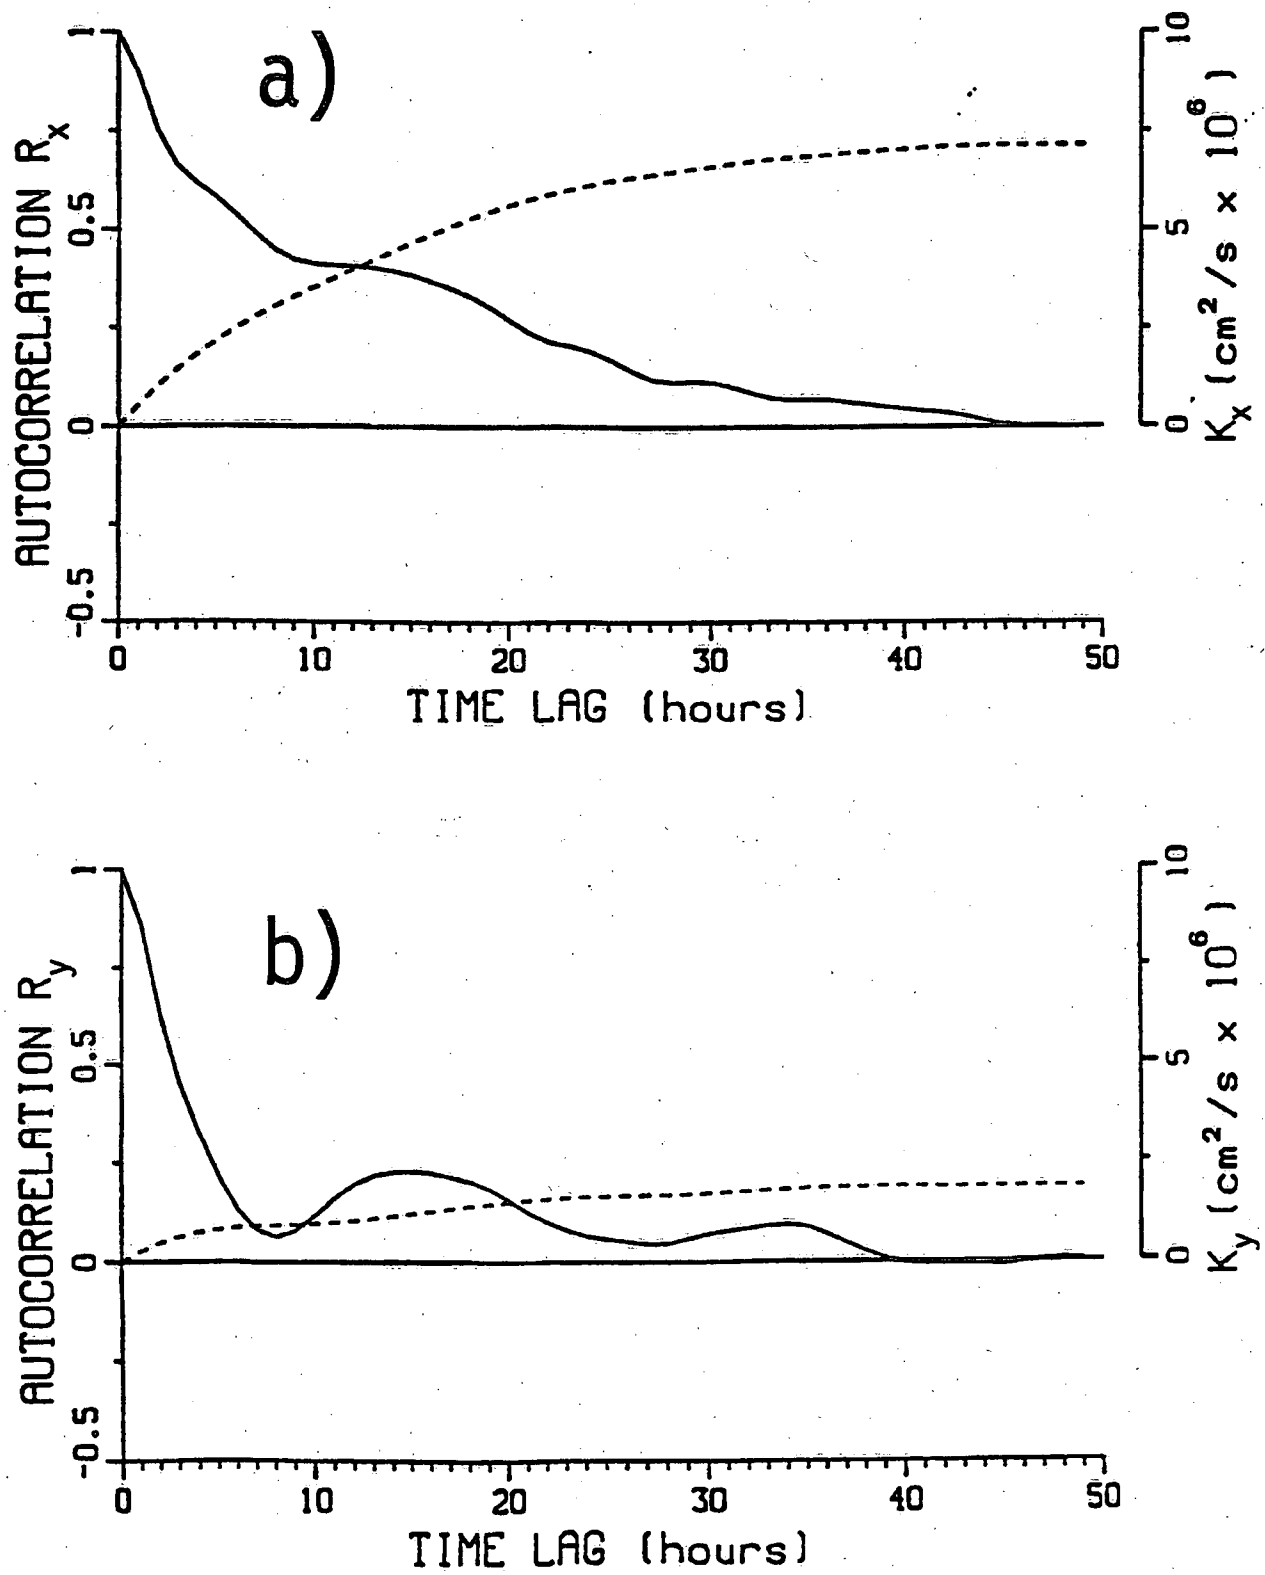 a)
AUTOCORRELATION Rx
1
0.5
0
-0.5
10
5
0
Kx (cm²/s x 10⁶)
0 10 20 30 40 50
TIME LAG (hours)
b)
AUTOCORRELATION Ry
1
0.5
0
-0.5
10
5
0
Ky (cm²/s x 10⁶)
0 10 20 30 40 50
TIME LAG (hours)